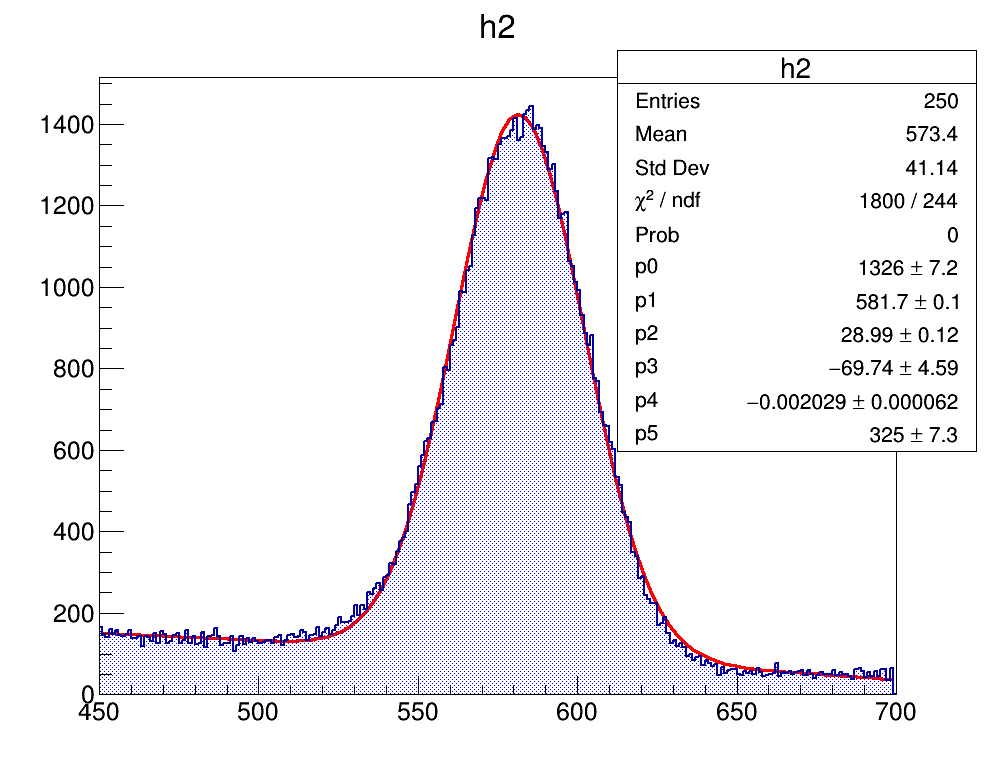 h2
h2
Entries 250
Mean 573.4
Std Dev 41.14
χ² / ndf 1800 / 244
Prob 0
p0 1326 ± 7.2
p1 581.7 ± 0.1
p2 28.99 ± 0.12
p3 −69.74 ± 4.59
p4 −0.002029 ± 0.000062
p5 325 ± 7.3
1400
1200
1000
800
600
400
200
0
450 500 550 600 650 700